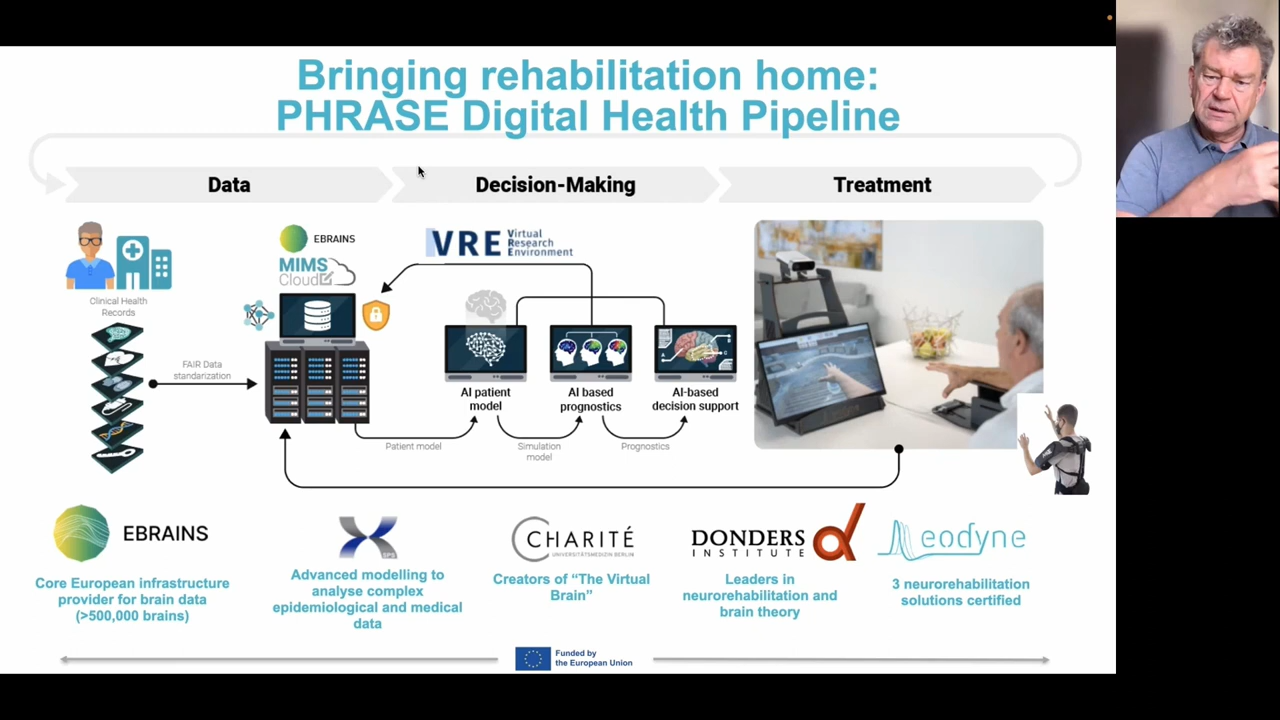 Bringing rehabilitation home:
PHRASE Digital Health Pipeline
Data
Decision-Making
Treatment
EBRAINS
MIMS
Cloud
VRE Virtual
Research
Environment
Clinical Health
Records
FAIR Data
standarization
AI patient
model
AI based
prognostics
AI-based
decision support
Patient model
Simulation
model
Prognostics
EBRAINS
Core European infrastructure
provider for brain data
(>500,000 brains)
Advanced modelling to
analyse complex
epidemiological and medical
data
CHARITÉ
UNIVERSITÄTSMEDIZIN BERLIN
Creators of “The Virtual
Brain”
DONDERS
INSTITUTE
Leaders in
neurorehabilitation and
brain theory
eodyne
3 neurorehabilitation
solutions certified
Funded by
the European Union